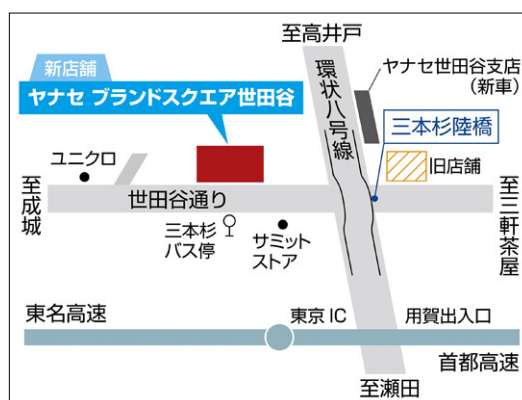 至高井戸
新店舗
ヤナセ ブランドスクエア世田谷
環状八号線
ヤナセ世田谷支店
(新車)
三本杉陸橋
旧店舗
ユニクロ
至成城
世田谷通り
至三軒茶屋
三本杉
バス停
サミット
ストア
東名高速
東京 IC
用賀出入口
首都高速
至瀬田